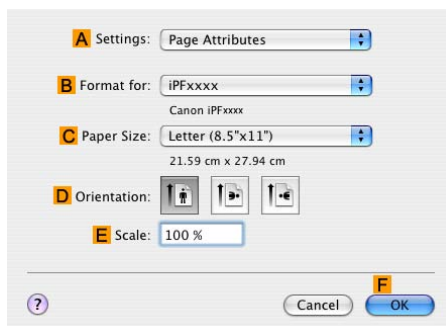 A Settings: Page Attributes
B Format for: iPFxxxx
Canon iPFxxxx
C Paper Size: Letter (8.5"x11")
21.59 cm x 27.94 cm
D Orientation:
E Scale: 100 %
F
? Cancel OK